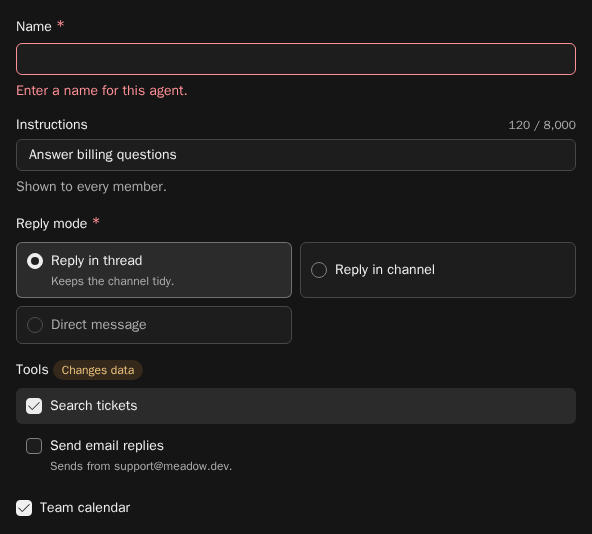 Name *
Enter a name for this agent.
Instructions 120 / 8,000
Answer billing questions
Shown to every member.
Reply mode *
Reply in thread
Keeps the channel tidy.
Reply in channel
Direct message
Tools Changes data
Search tickets
Send email replies
Sends from support@meadow.dev.
Team calendar